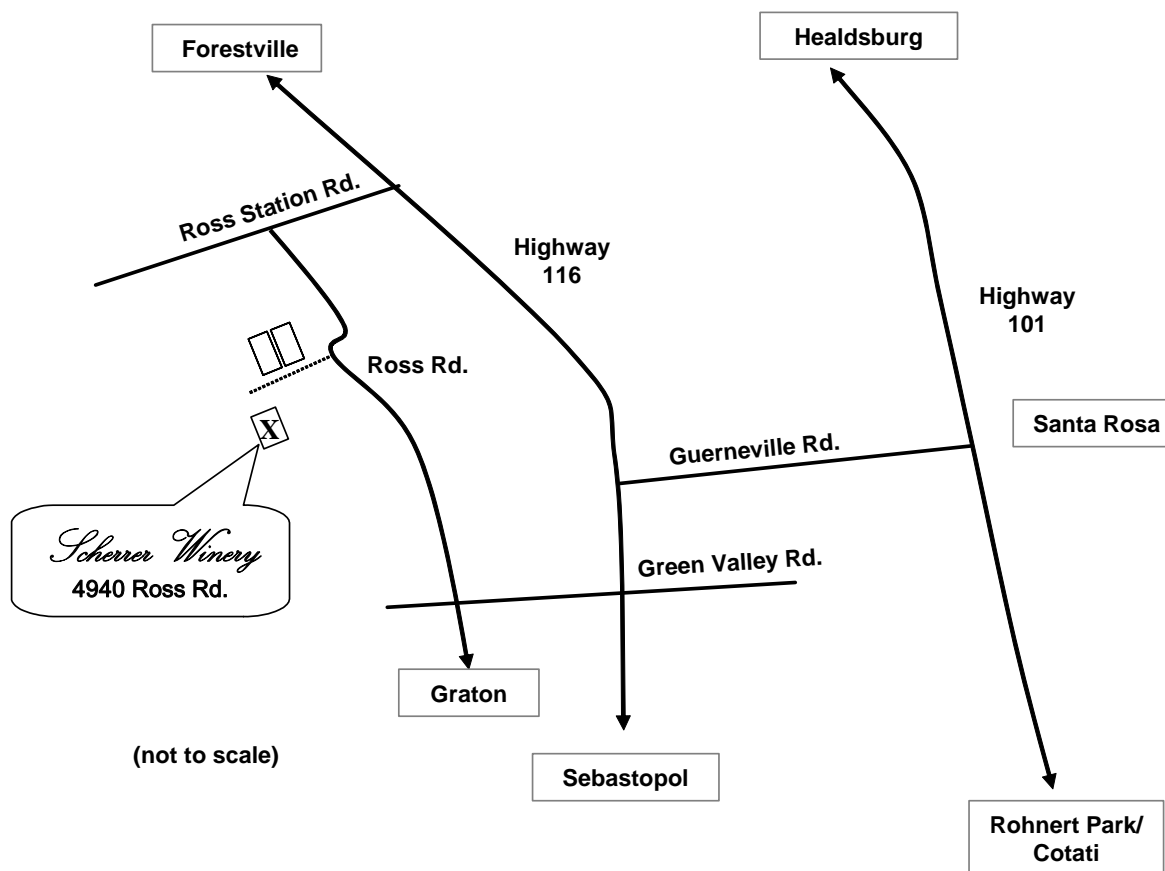 Forestville
Healdsburg
Ross Station Rd.
Highway
116
Highway
101
Ross Rd.
Santa Rosa
X
Guerneville Rd.
Scherrer Winery
4940 Ross Rd.
Green Valley Rd.
Graton
(not to scale)
Sebastopol
Rohnert Park/
Cotati